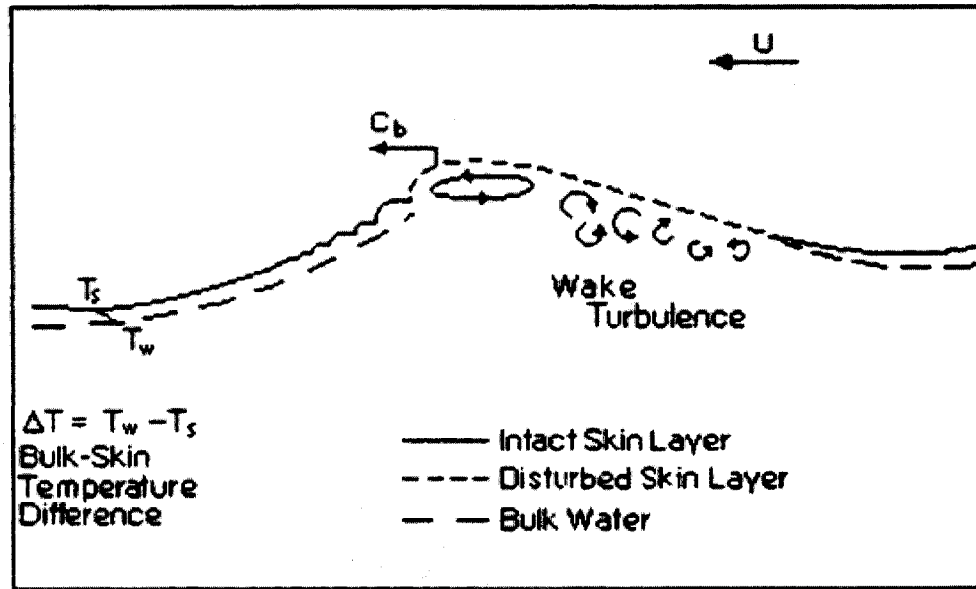 U
C_b
T_s
T_w
Wake
Turbulence
ΔT = T_w - T_s
Bulk-Skin
Temperature
Difference
Intact Skin Layer
Disturbed Skin Layer
Bulk Water